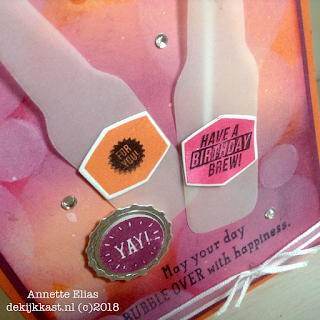 FOR
YOU!
HAVE A
BIRTHDAY
BREW!
YAY!
May your day
BUBBLE OVER with happiness.
Annette Elias
dekijkkast.nl (c)2018